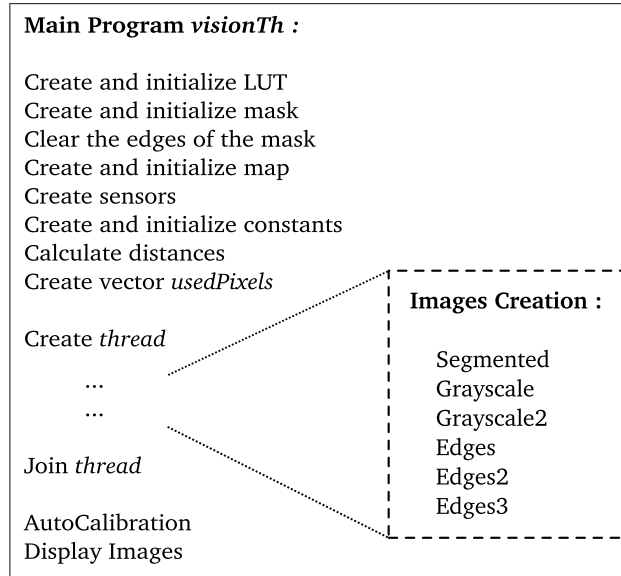 Main Program visionTh :
Create and initialize LUT
Create and initialize mask
Clear the edges of the mask
Create and initialize map
Create sensors
Create and initialize constants
Calculate distances
Create vector usedPixels
Create thread
...
...
Join thread
AutoCalibration
Display Images
Images Creation :
Segmented
Grayscale
Grayscale2
Edges
Edges2
Edges3